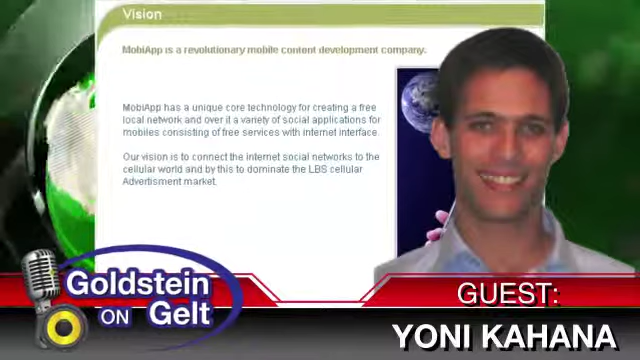 Vision
MobiApp is a revolutionary mobile content development company.
MobiApp has a unique core technology for creating a free
local network and over it a variety of social applications for
mobiles consisting of free services with internet interface.
Our vision is to connect the internet social networks to the
cellular world and by this to dominate the LBS cellular
Advertisment market.
Goldstein
ON Gelt
GUEST:
YONI KAHANA